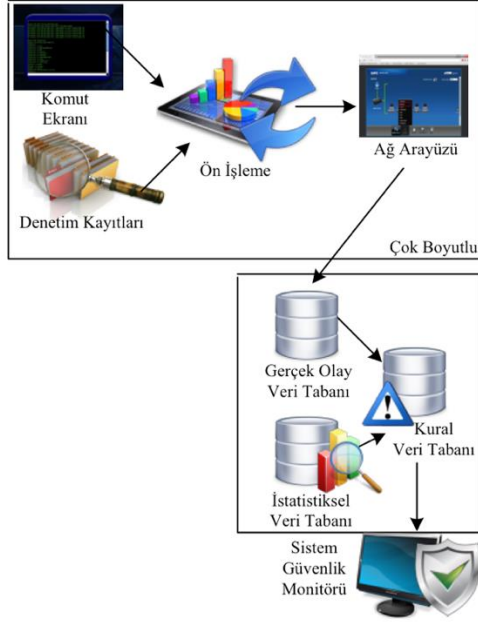 Komut
Ekranı
Ön İşleme
Ağ Arayüzü
Denetim Kayıtları
Çok Boyutlu
Gerçek Olay
Veri Tabanı
Kural
Veri Tabanı
İstatistiksel
Veri Tabanı
Sistem
Güvenlik
Monitörü